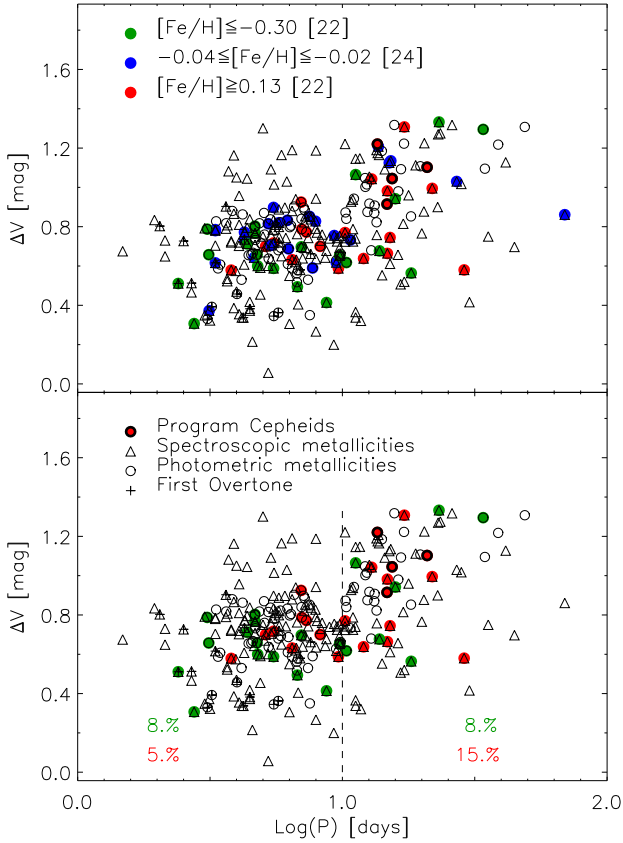 [Fe/H]≦−0.30 [22]
−0.04≦[Fe/H]≦−0.02 [24]
[Fe/H]≧0.13 [22]
1.6
1.2
0.8
0.4
0.0
ΔV [mag]
Program Cepheids
Spectroscopic metallicities
Photometric metallicities
First Overtone
1.6
1.2
0.8
0.4
0.0
ΔV [mag]
8.% 8.%
5.% 15.%
0.0 1.0 2.0
Log(P) [days]